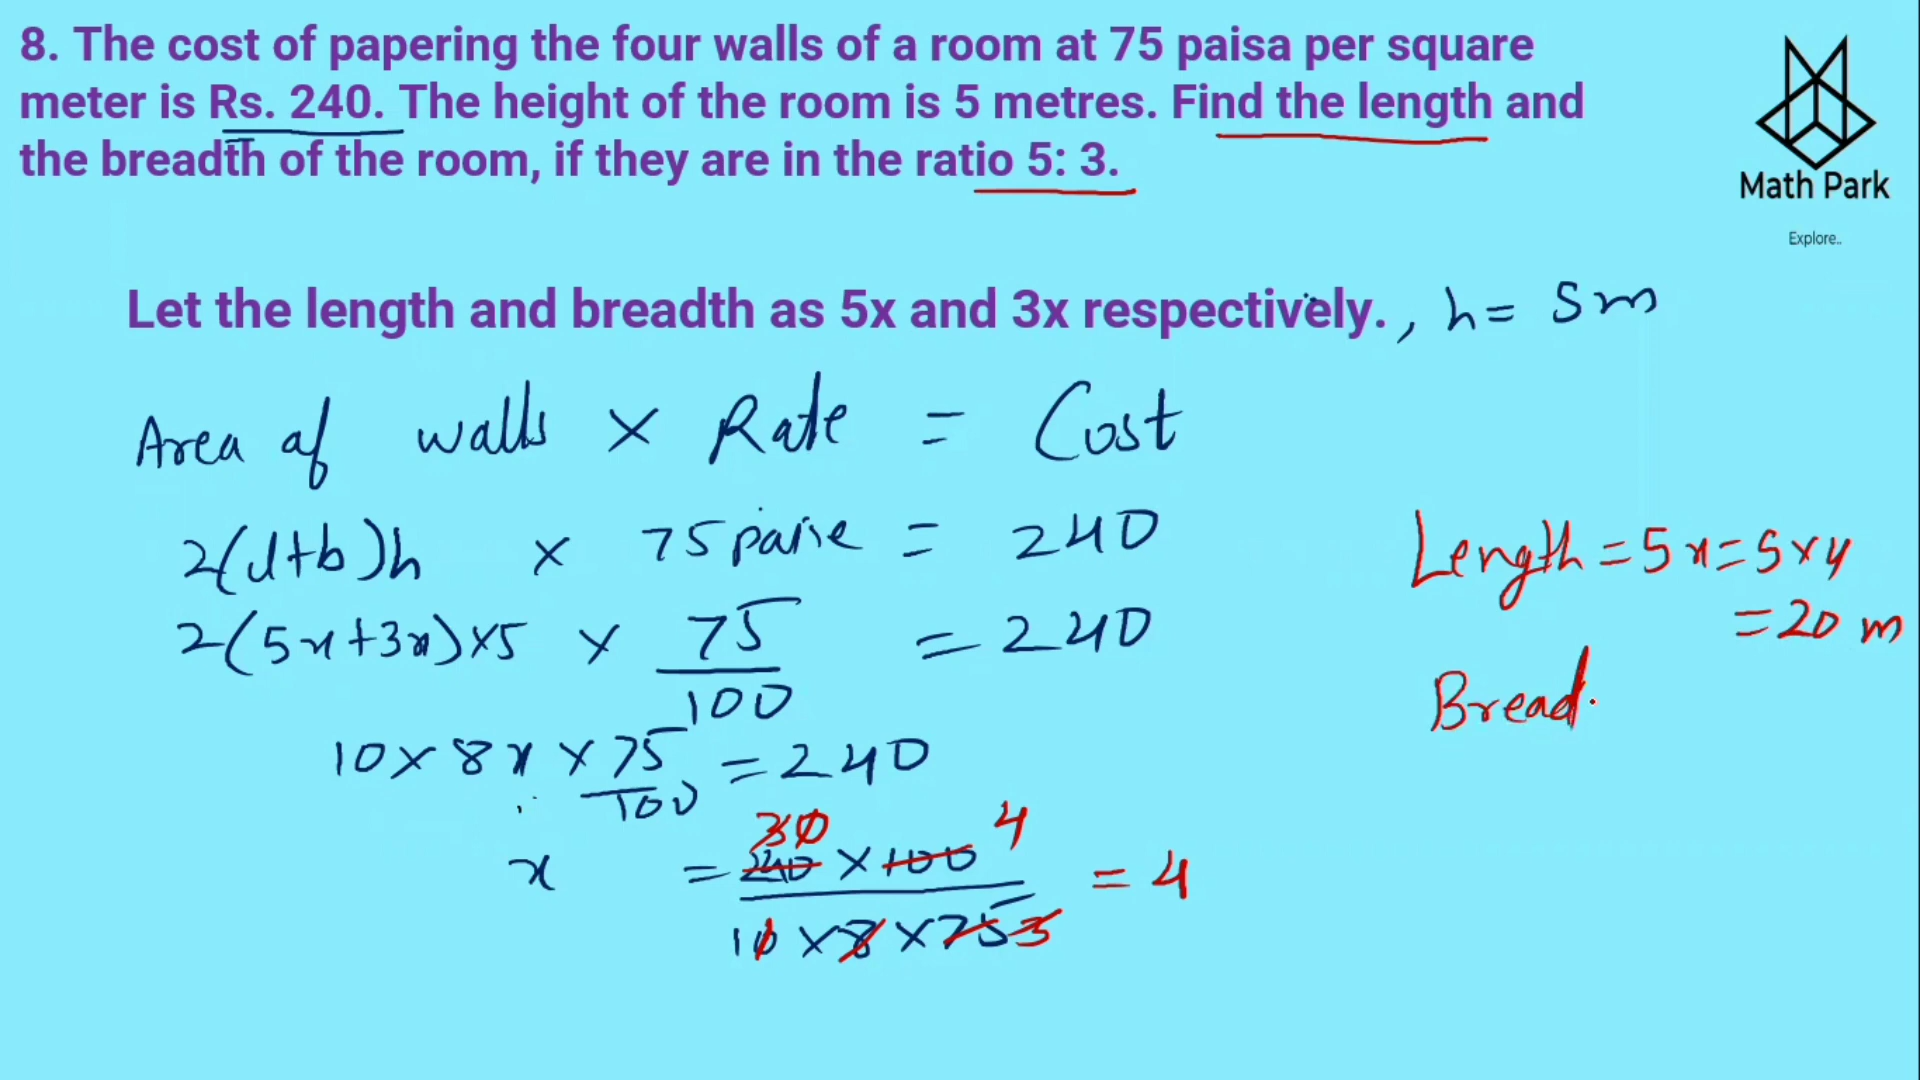 8. The cost of papering the four walls of a room at 75 paisa per square
meter is Rs. 240. The height of the room is 5 metres. Find the length and
the breadth of the room, if they are in the ratio 5: 3.
Math Park
Explore..
Let the length and breadth as 5x and 3x respectively. , h = 5m
Area of walls × Rate = Cost
2(l+b)h × 75 paise = 240
2(5x+3x)×5 × 75/100 = 240
10 × 8x × 75/100 = 240
x = 240 × 100 / 10 × 8 × 75 = 4
30 4
3
Length = 5x = 5×4
= 20 m
Bread